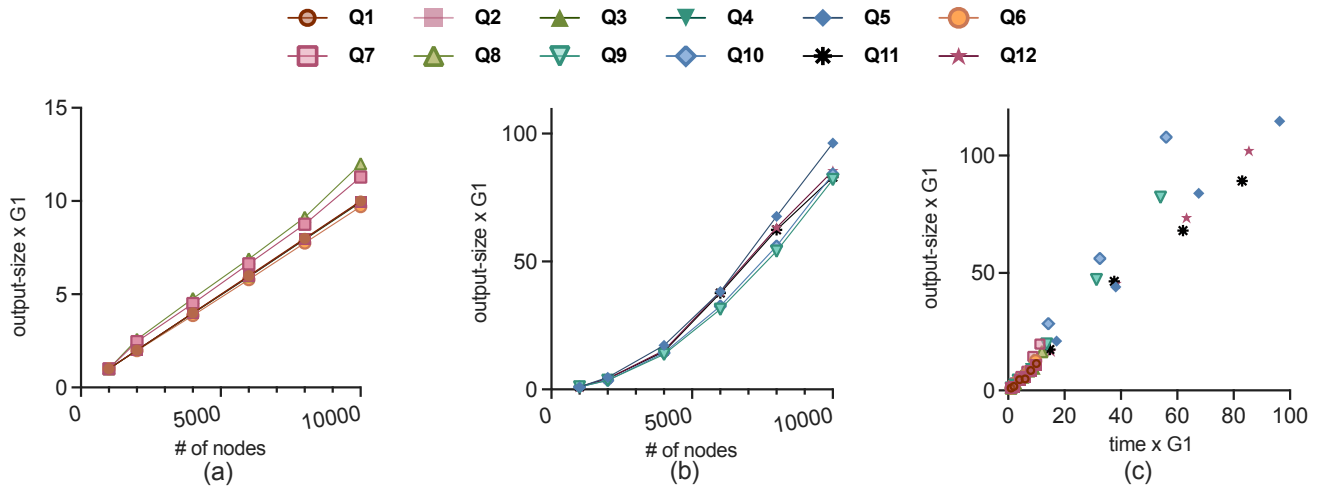 Q1 Q2 Q3 Q4 Q5 Q6
Q7 Q8 Q9 Q10 Q11 Q12
output-size x G1
15
10
5
0
0 5000 10000
# of nodes
(a)
output-size x G1
100
50
0
0 5000 10000
# of nodes
(b)
output-size x G1
100
50
0
0 20 40 60 80 100
time x G1
(c)